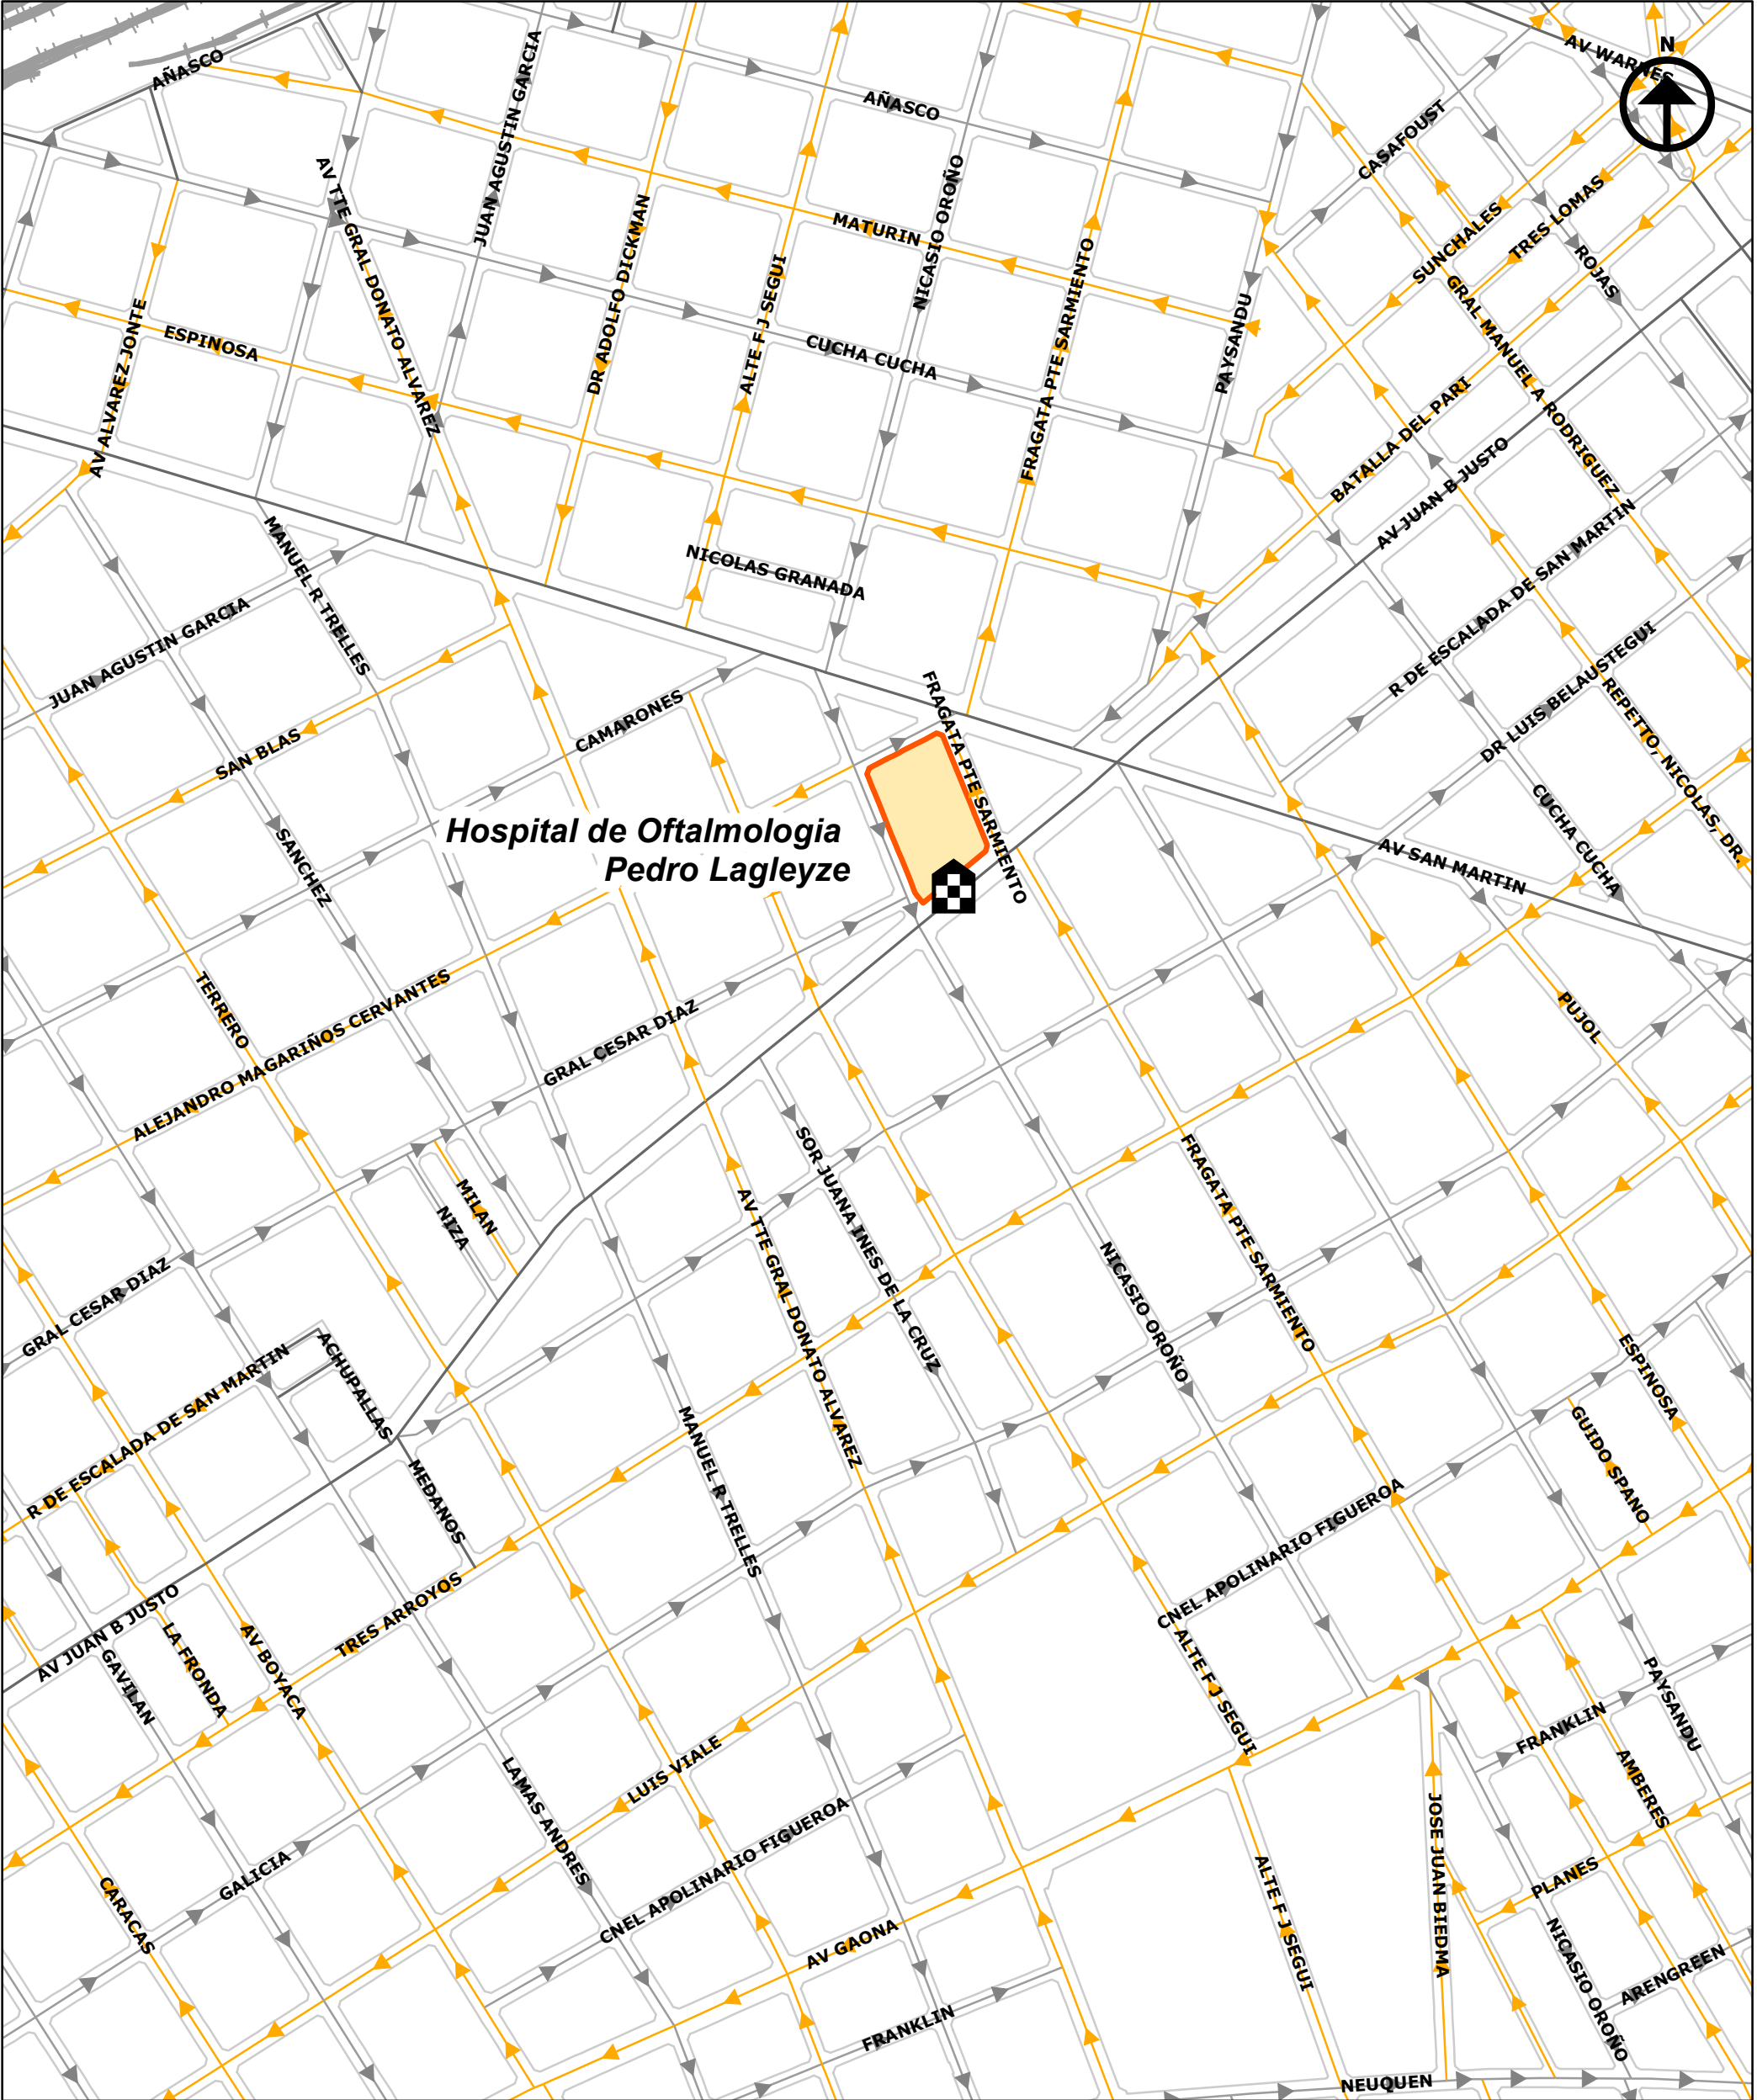 AV WARNES
N
AÑASCO
JUAN AGUSTIN GARCIA
AÑASCO
CASAFOUST
AV TTE GRAL DONATO ALVAREZ
DR ADOLFO DICKMAN
NICASIO OROÑO
MATURIN
SUNCHALES
TRES LOMAS
ROJAS
ALTE F J SEGUI
FRAGATA PTE SARMIENTO
PAYSANDU
GRAL MANUEL A RODRIGUEZ
AV ALVAREZ JONTE
ESPINOSA
CUCHA CUCHA
BATALLA DEL PARI
AV JUAN B JUSTO
R DE ESCALADA DE SAN MARTIN
NICOLAS GRANADA
MANUEL R TRELLES
JUAN AGUSTIN GARCIA
DR LUIS BELAUSTEGUI
REPETTO, NICOLAS, DR.
SAN BLAS
CAMARONES
FRAGATA PTE SARMIENTO
CUCHA CUCHA
AV SAN MARTIN
Hospital de Oftalmologia
Pedro Lagleyze
SANCHEZ
TERRERO
ALEJANDRO MAGARIÑOS CERVANTES
GRAL CESAR DIAZ
PUJOL
SOR JUANA INES DE LA CRUZ
FRAGATA PTE SARMIENTO
MILAN
NIZA
AV TTE GRAL DONATO ALVAREZ
NICASIO OROÑO
GRAL CESAR DIAZ
ACHUPALLAS
R DE ESCALADA DE SAN MARTIN
ESPINOSA
GUIDO SPANO
MANUEL R TRELLES
MEDANOS
CNEL APOLINARIO FIGUEROA
TRES ARROYOS
AV JUAN B JUSTO
LA FRONDA
AV BOYACA
GAVILAN
ALTE F J SEGUI
PAYSANDU
FRANKLIN
AMBERES
LUIS VIALE
LAMAS ANDRES
CNEL APOLINARIO FIGUEROA
JOSE JUAN BIEDMA
GALICIA
CARACAS
PLANES
ALTE F J SEGUI
AV GAONA
NICASIO OROÑO
ARENGREEN
FRANKLIN
NEUQUEN